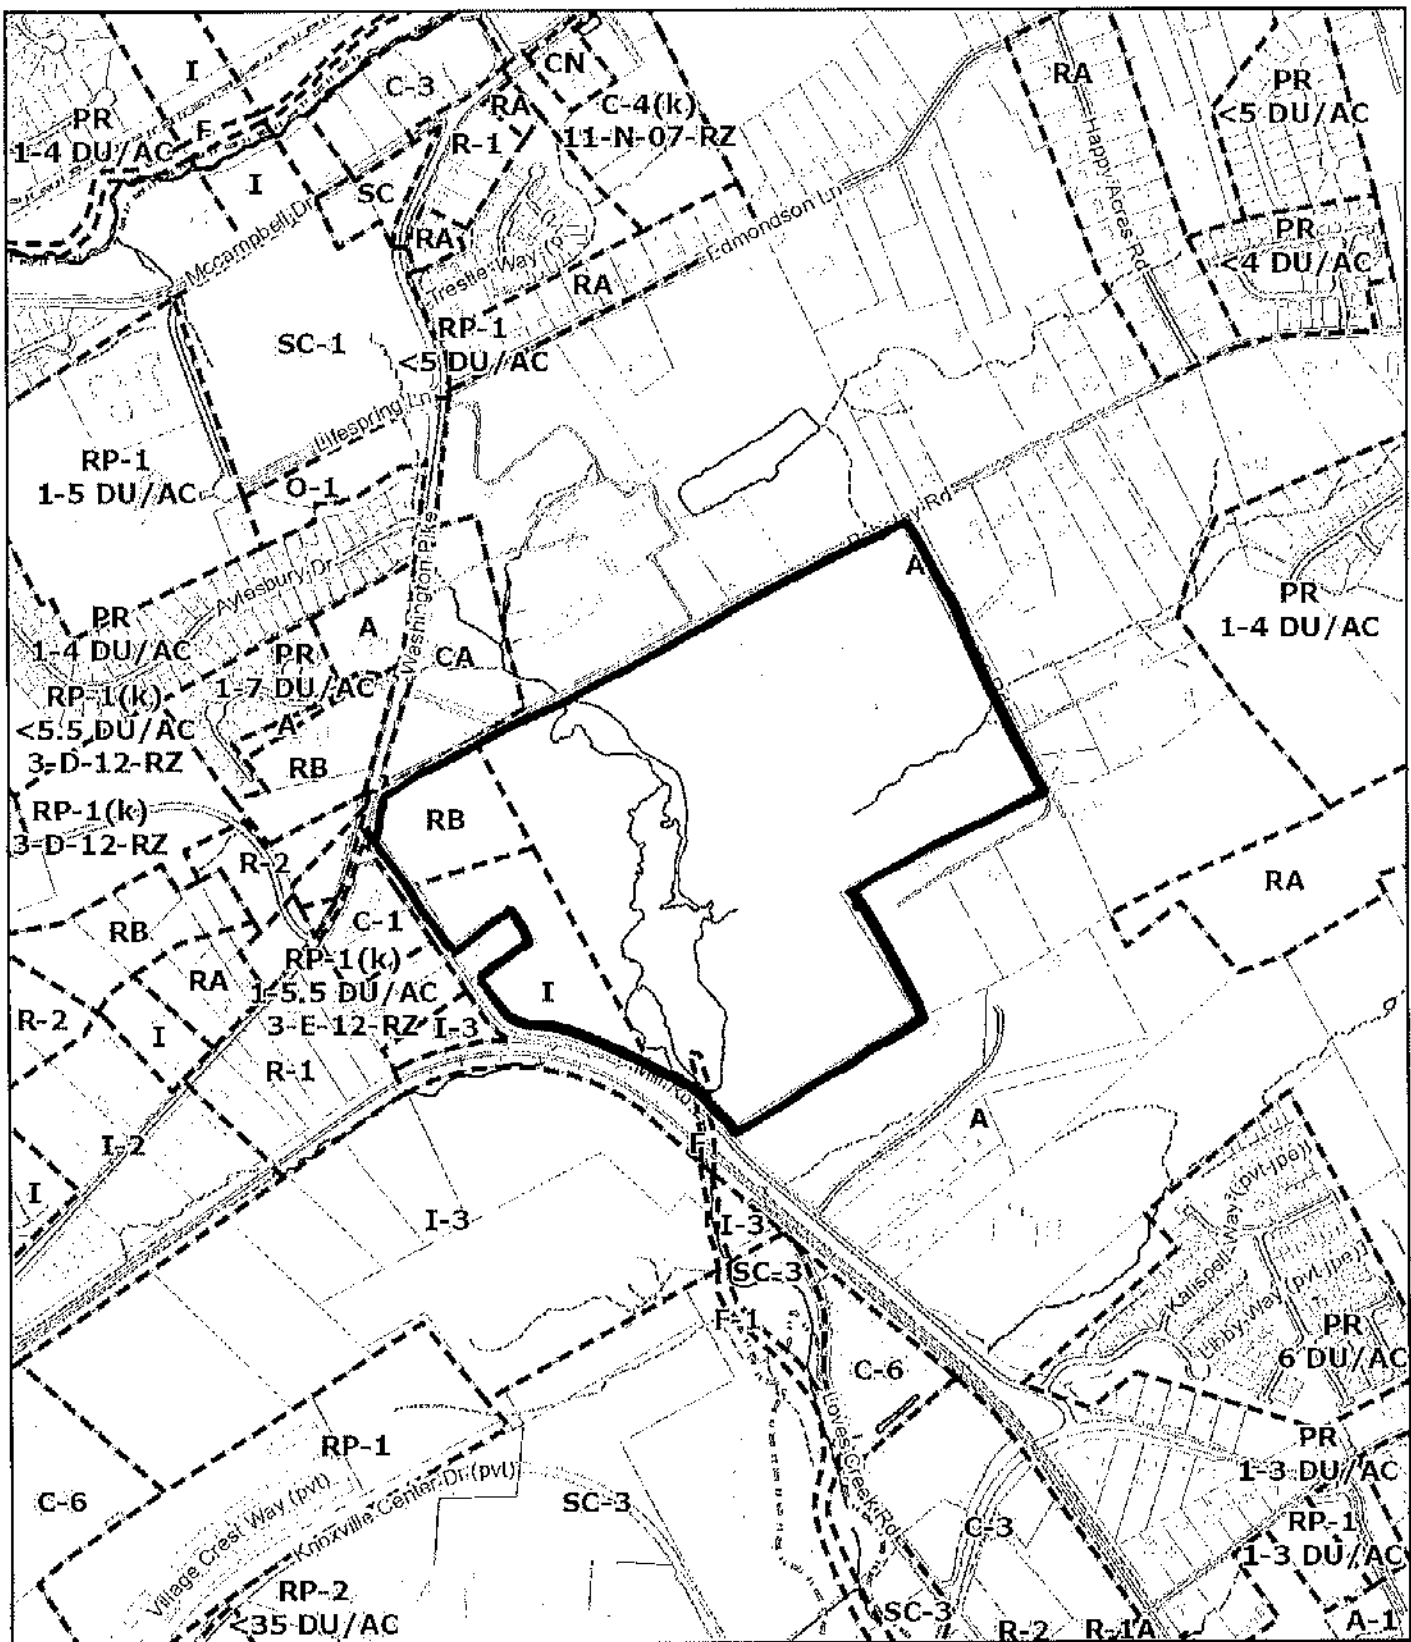 I
CN
C-3
RA
PR
<5 DU/AC
PR
1-4 DU/AC
F
RA
C-4(k)
11-N-07-RZ
R-1
I
SC
Happy Acres Rd
Mccampbell Dr
RA
Edmondson Ln
PR
<4 DU/AC
Trestle Way
RA
SC-1
RP-1
<5 DU/AC
Lifespring Ln
RP-1
1-5 DU/AC
O-1
Washington Pike
Rd
A
Aylesbury Dr
PR
1-4 DU/AC
A
PR
1-4 DU/AC
PR
1-7 DU/AC
CA
RP-1(k)
<5.5 DU/AC
3-D-12-RZ
A
RB
RP-1(k)
3-D-12-RZ
RB
R-2
RA
C-1
RB
RP-1(k)
1-5.5 DU/AC
3-E-12-RZ
RA
I
R-2
I
I-3
R-1
Rd
A
I-2
F
I
I-3
I-3
Kalispell Way (pvt-jpe)
Libby Way (pvt-jpe)
SC-3
F-1
PR
6 DU/AC
C-6
Loves Creek Rd
RP-1
PR
1-3 DU/AC
Village Crest Way (pvt)
Knoxville Center Dr (pvt)
C-6
SC-3
C-3
RP-1
1-3 DU/AC
RP-2
<35 DU/AC
SC-3
R-2
R-1A
A-1